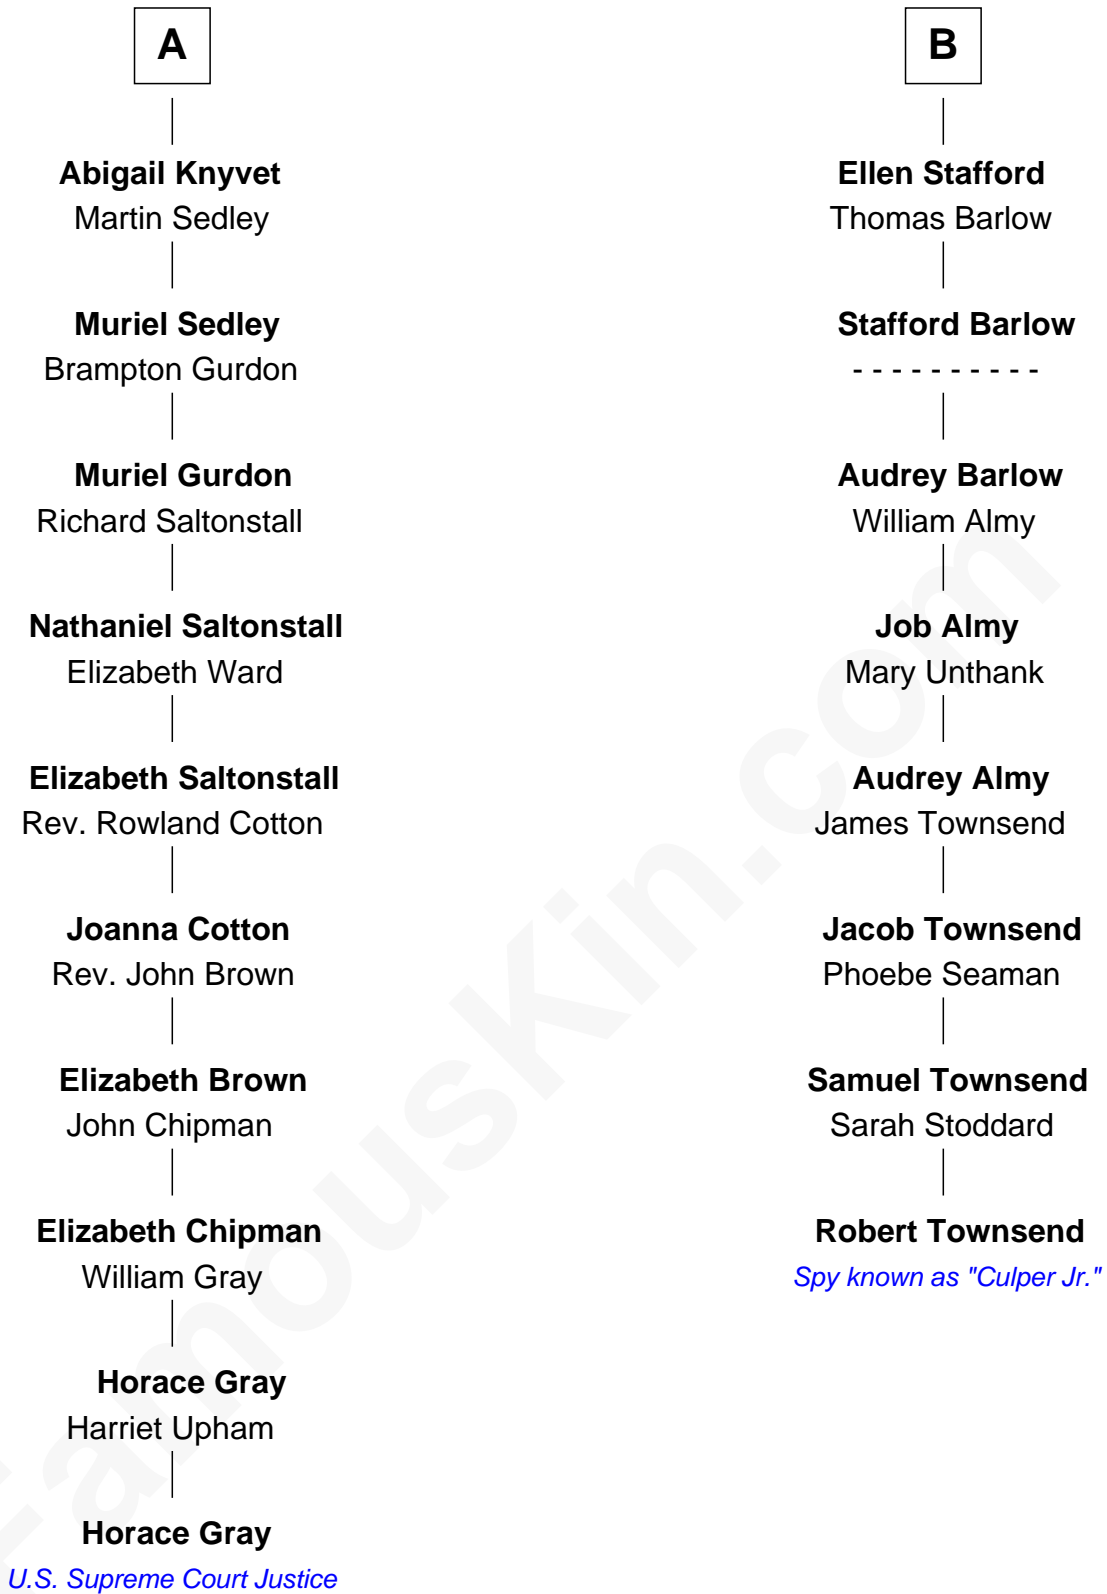 A
Abigail Knyvet
Martin Sedley
Muriel Sedley
Brampton Gurdon
Muriel Gurdon
Richard Saltonstall
Nathaniel Saltonstall
Elizabeth Ward
Elizabeth Saltonstall
Rev. Rowland Cotton
Joanna Cotton
Rev. John Brown
Elizabeth Brown
John Chipman
Elizabeth Chipman
William Gray
Horace Gray
Harriet Upham
Horace Gray
U.S. Supreme Court Justice
B
Ellen Stafford
Thomas Barlow
Stafford Barlow
- - - - - - - - - -
Audrey Barlow
William Almy
Job Almy
Mary Unthank
Audrey Almy
James Townsend
Jacob Townsend
Phoebe Seaman
Samuel Townsend
Sarah Stoddard
Robert Townsend
Spy known as "Culper Jr."
FamousKin.com